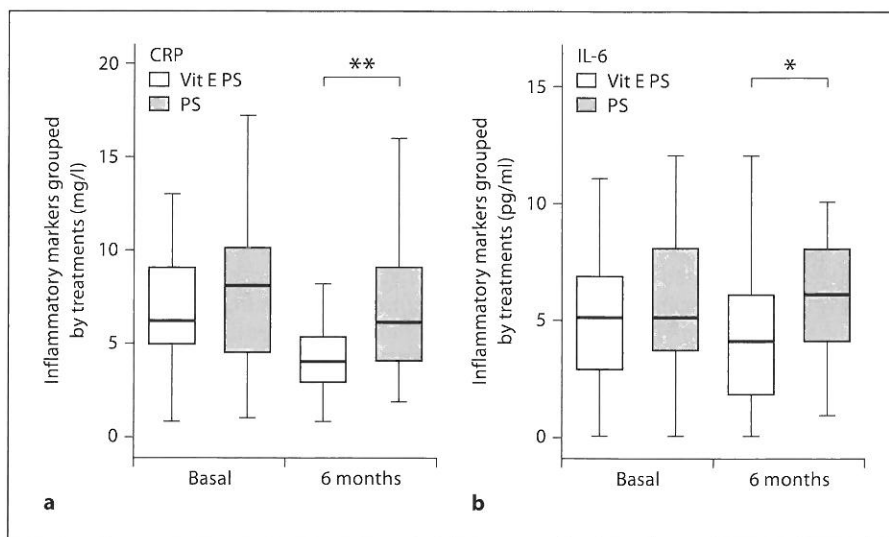 Inflammatory markers grouped
by treatments (mg/l)
20
15
10
5
0
CRP
Vit E PS
PS
**
Basal
6 months
a
Inflammatory markers grouped
by treatments (pg/ml)
15
10
5
0
IL-6
Vit E PS
PS
*
Basal
6 months
b